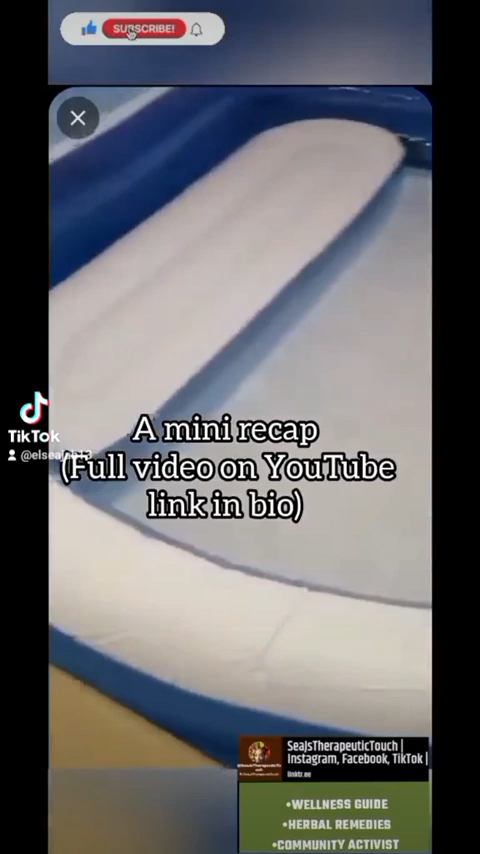 SUBSCRIBE!
A mini recap
(Full video on YouTube
link in bio)
TikTok
SeaJsTherapeuticTouch |
Instagram, Facebook, TikTok |
linktr.ee
•WELLNESS GUIDE
•HERBAL REMEDIES
•COMMUNITY ACTIVIST